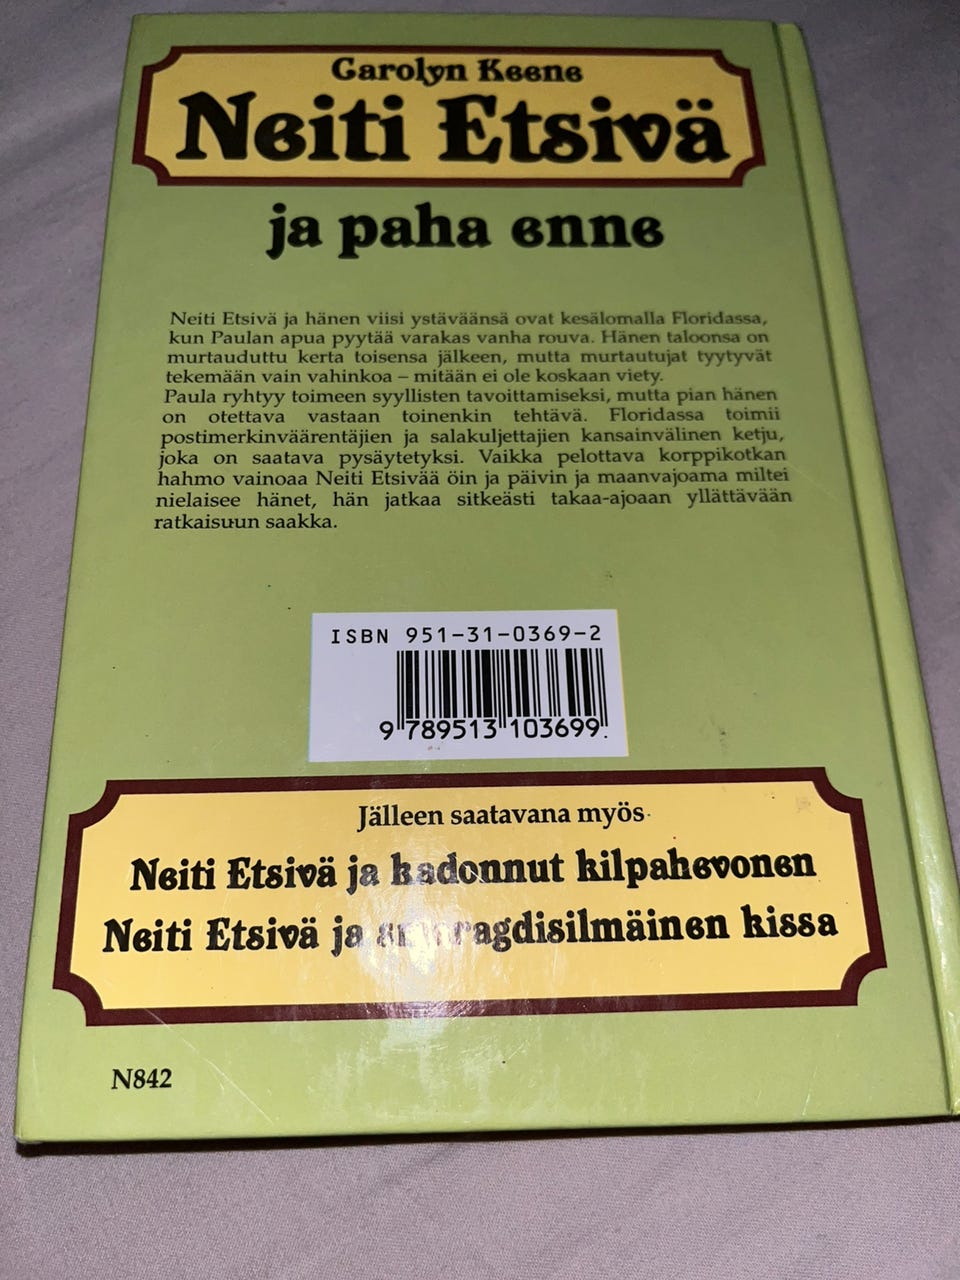 Carolyn Keene
Neiti Etsivä
ja paha enne
Neiti Etsivä ja hänen viisi ystäväänsä ovat kesälomalla Floridassa,
kun Paulan apua pyytää varakas vanha rouva. Hänen taloonsa on
murtauduttu kerta toisensa jälkeen, mutta murtautujat tyytyvät
tekemään vain vahinkoa – mitään ei ole koskaan viety.
Paula ryhtyy toimeen syyllisten tavoittamiseksi, mutta pian hänen
on otettava vastaan toinenkin tehtävä. Floridassa toimii
postimerkinväärentäjien ja salakuljettajien kansainvälinen ketju,
joka on saatava pysäytetyksi. Vaikka pelottava korppikotkan
hahmo vainoaa Neiti Etsivää öin ja päivin ja maanvajoama miltei
nielaisee hänet, hän jatkaa sitkeästi takaa-ajoaan yllättävään
ratkaisuun saakka.
ISBN 951-31-0369-2
9 789513 103699
Jälleen saatavana myös
Neiti Etsivä ja kadonnut kilpahevonen
Neiti Etsivä ja smaragdisilmäinen kissa
N842